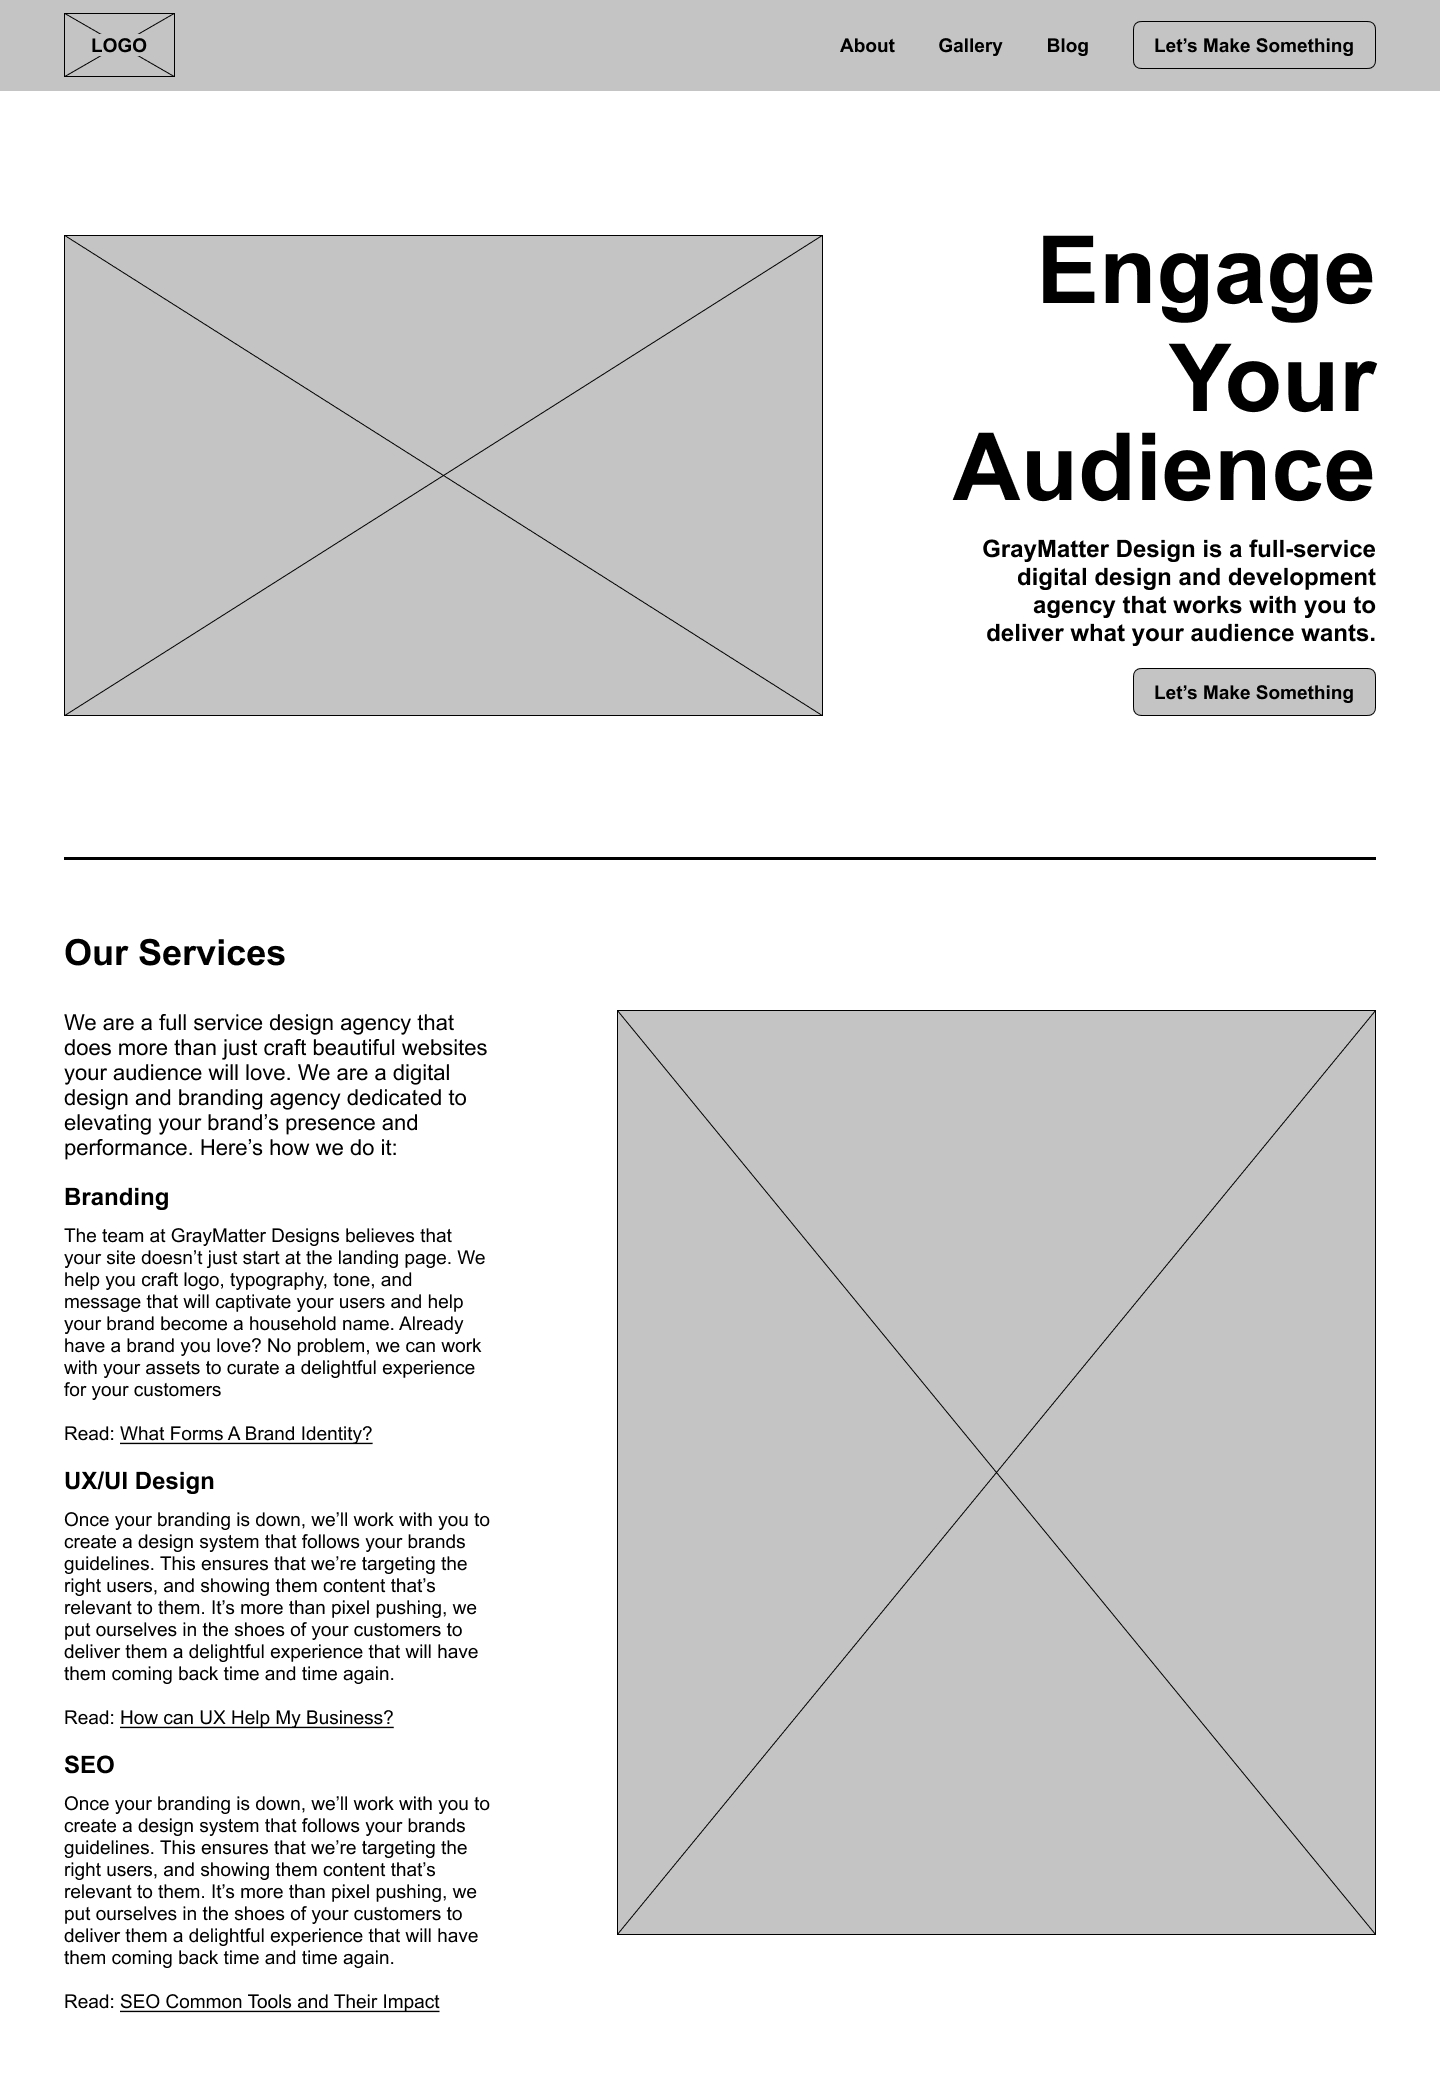 LOGO
About
Gallery
Blog
Let’s Make Something
Engage
Your
Audience
GrayMatter Design is a full-service
digital design and development
agency that works with you to
deliver what your audience wants.
Let’s Make Something
Our Services
We are a full service design agency that
does more than just craft beautiful websites
your audience will love. We are a digital
design and branding agency dedicated to
elevating your brand’s presence and
performance. Here’s how we do it:
Branding
The team at GrayMatter Designs believes that
your site doesn’t just start at the landing page. We
help you craft logo, typography, tone, and
message that will captivate your users and help
your brand become a household name. Already
have a brand you love? No problem, we can work
with your assets to curate a delightful experience
for your customers
Read: What Forms A Brand Identity?
UX/UI Design
Once your branding is down, we’ll work with you to
create a design system that follows your brands
guidelines. This ensures that we’re targeting the
right users, and showing them content that’s
relevant to them. It’s more than pixel pushing, we
put ourselves in the shoes of your customers to
deliver them a delightful experience that will have
them coming back time and time again.
Read: How can UX Help My Business?
SEO
Once your branding is down, we’ll work with you to
create a design system that follows your brands
guidelines. This ensures that we’re targeting the
right users, and showing them content that’s
relevant to them. It’s more than pixel pushing, we
put ourselves in the shoes of your customers to
deliver them a delightful experience that will have
them coming back time and time again.
Read: SEO Common Tools and Their Impact